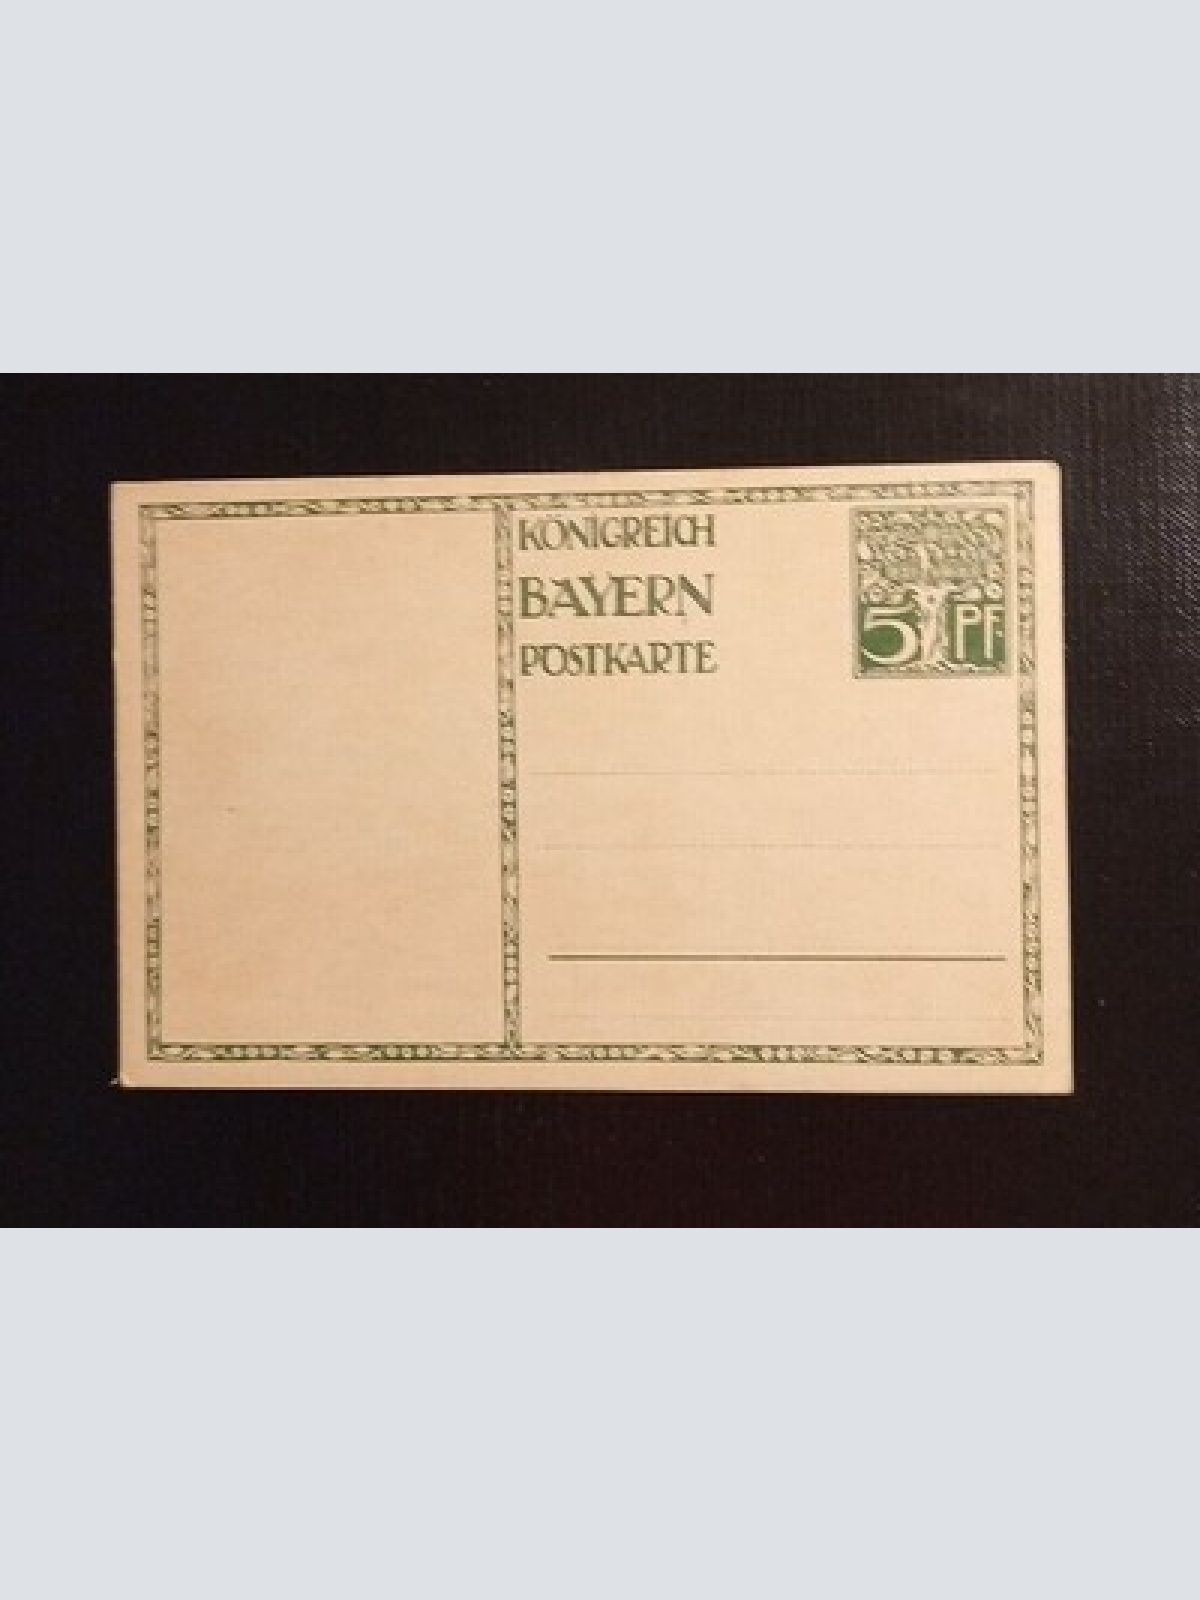 KÖNIGREICH
BAYERN
POSTKARTE
5 PF